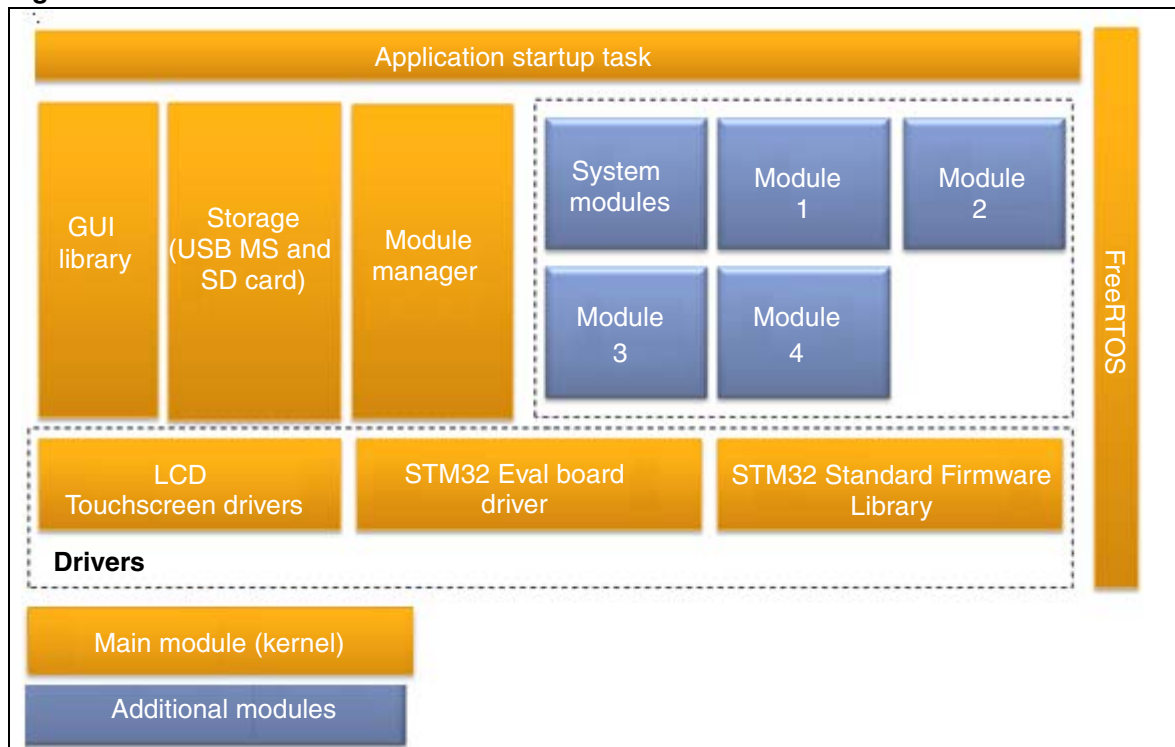 Application startup task
GUI
library
Storage
(USB MS and
SD card)
Module
manager
System
modules
Module
1
Module
2
Module
3
Module
4
FreeRTOS
LCD
Touchscreen drivers
STM32 Eval board
driver
STM32 Standard Firmware
Library
Drivers
Main module (kernel)
Additional modules